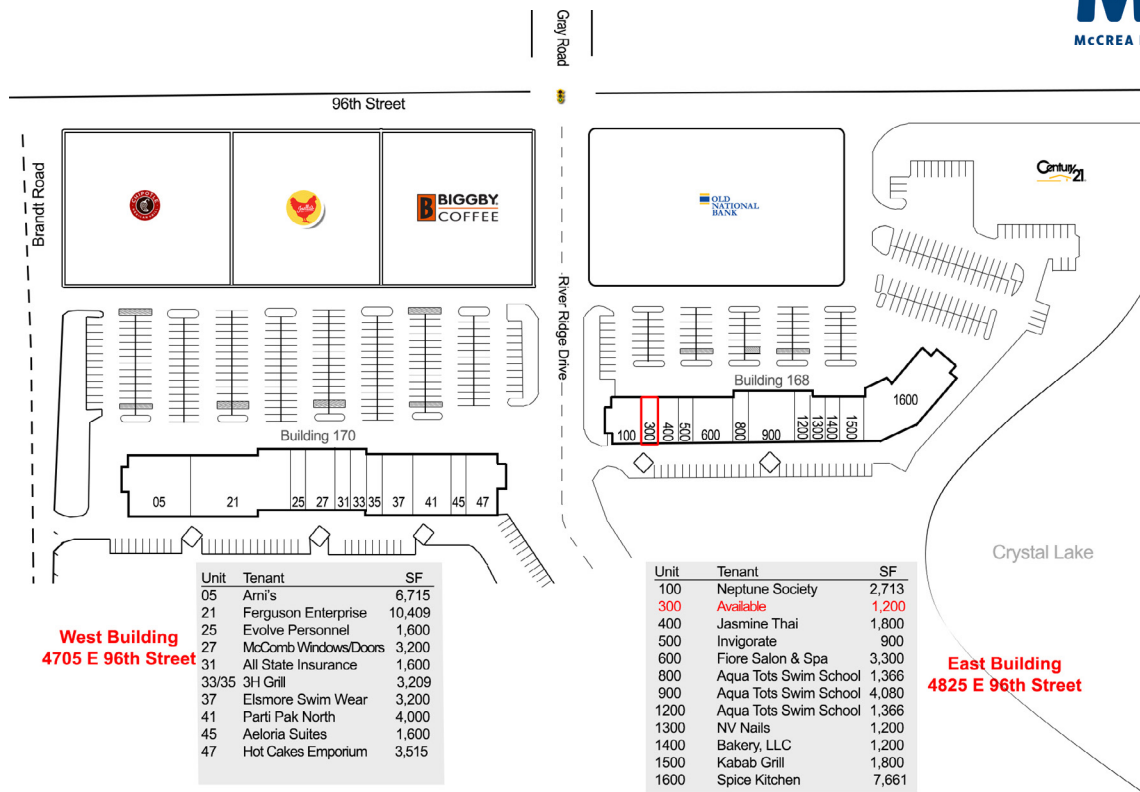 McCREA
Gray Road
96th Street
Brandt Road
CHIPOTLE
BIGGBY
COFFEE
B
OLD
NATIONAL
BANK
Century
21
River Ridge Drive
Building 170
05 21 25 27 31 33 35 37 41 45 47
Building 168
100 300 400 500 600 800 900 1200 1300 1400 1500 1600
Crystal Lake
West Building
4705 E 96th Street
Unit Tenant SF
05 Arni's 6,715
21 Ferguson Enterprise 10,409
25 Evolve Personnel 1,600
27 McComb Windows/Doors 3,200
31 All State Insurance 1,600
33/35 3H Grill 3,209
37 Elsmore Swim Wear 3,200
41 Parti Pak North 4,000
45 Aeloria Suites 1,600
47 Hot Cakes Emporium 3,515
Unit Tenant SF
100 Neptune Society 2,713
300 Available 1,200
400 Jasmine Thai 1,800
500 Invigorate 900
600 Fiore Salon & Spa 3,300
800 Aqua Tots Swim School 1,366
900 Aqua Tots Swim School 4,080
1200 Aqua Tots Swim School 1,366
1300 NV Nails 1,200
1400 Bakery, LLC 1,200
1500 Kabab Grill 1,800
1600 Spice Kitchen 7,661
East Building
4825 E 96th Street